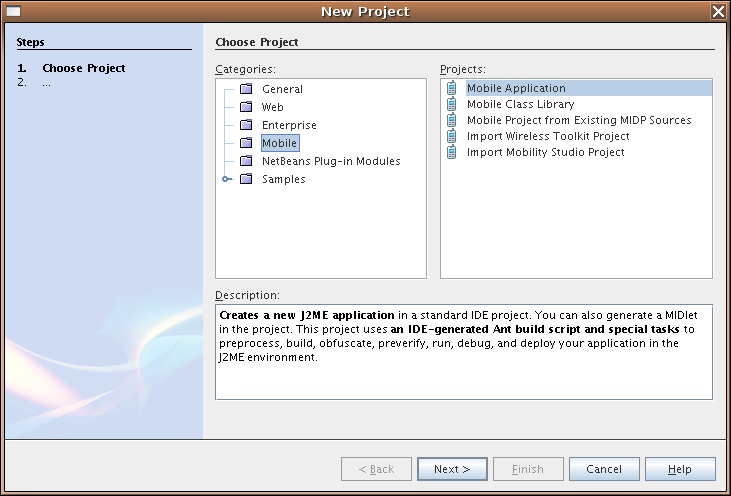 New Project
Steps
1. Choose Project
2. ...
Choose Project
Categories:
General
Web
Enterprise
Mobile
NetBeans Plug-in Modules
Samples
Projects:
Mobile Application
Mobile Class Library
Mobile Project from Existing MIDP Sources
Import Wireless Toolkit Project
Import Mobility Studio Project
Description:
Creates a new J2ME application in a standard IDE project. You can also generate a MIDlet
in the project. This project uses an IDE-generated Ant build script and special tasks to
preprocess, build, obfuscate, preverify, run, debug, and deploy your application in the
J2ME environment.
< Back
Next >
Finish
Cancel
Help